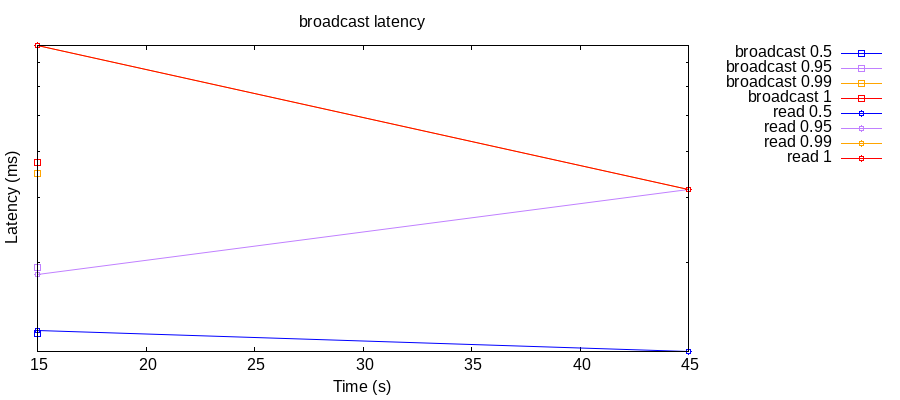 broadcast latency
broadcast 0.5
broadcast 0.95
broadcast 0.99
broadcast 1
read 0.5
read 0.95
read 0.99
read 1
Latency (ms)
15 20 25 30 35 40 45
Time (s)